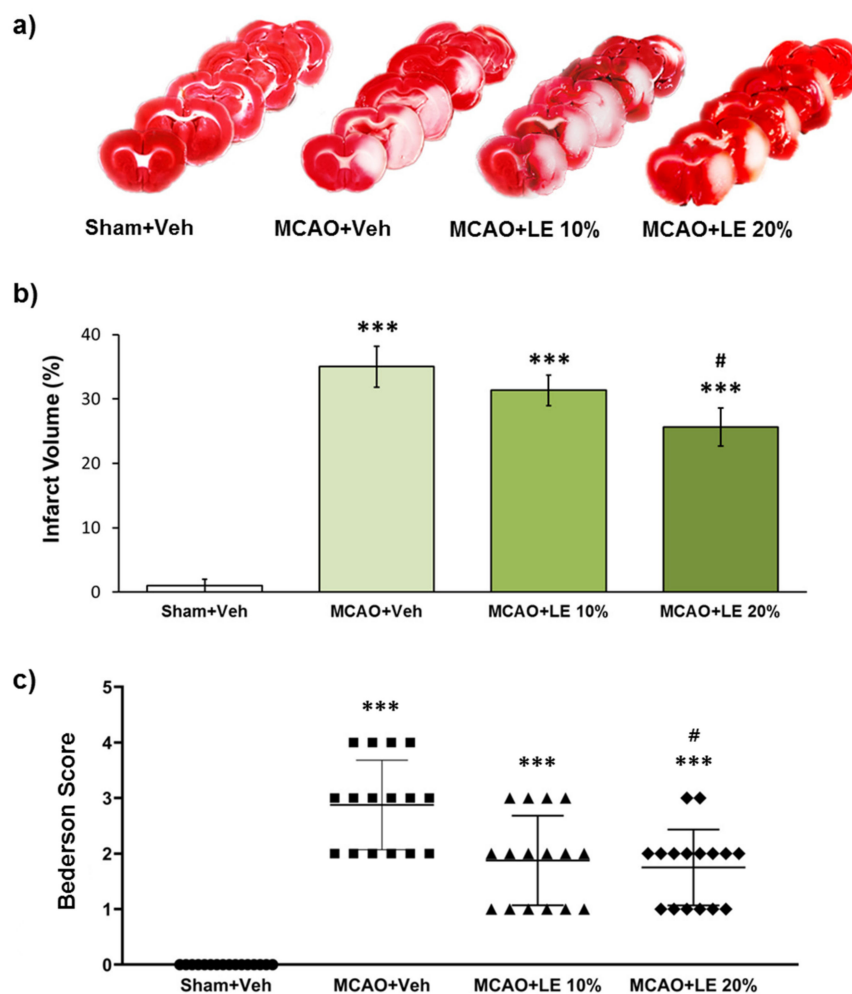 a)
Sham+Veh MCAO+Veh MCAO+LE 10% MCAO+LE 20%
b)
Infarct Volume (%)
40
30
20
10
0
***
***
#
***
Sham+Veh MCAO+Veh MCAO+LE 10% MCAO+LE 20%
c)
Bederson Score
5
4
3
2
1
0
***
***
#
***
Sham+Veh MCAO+Veh MCAO+LE 10% MCAO+LE 20%